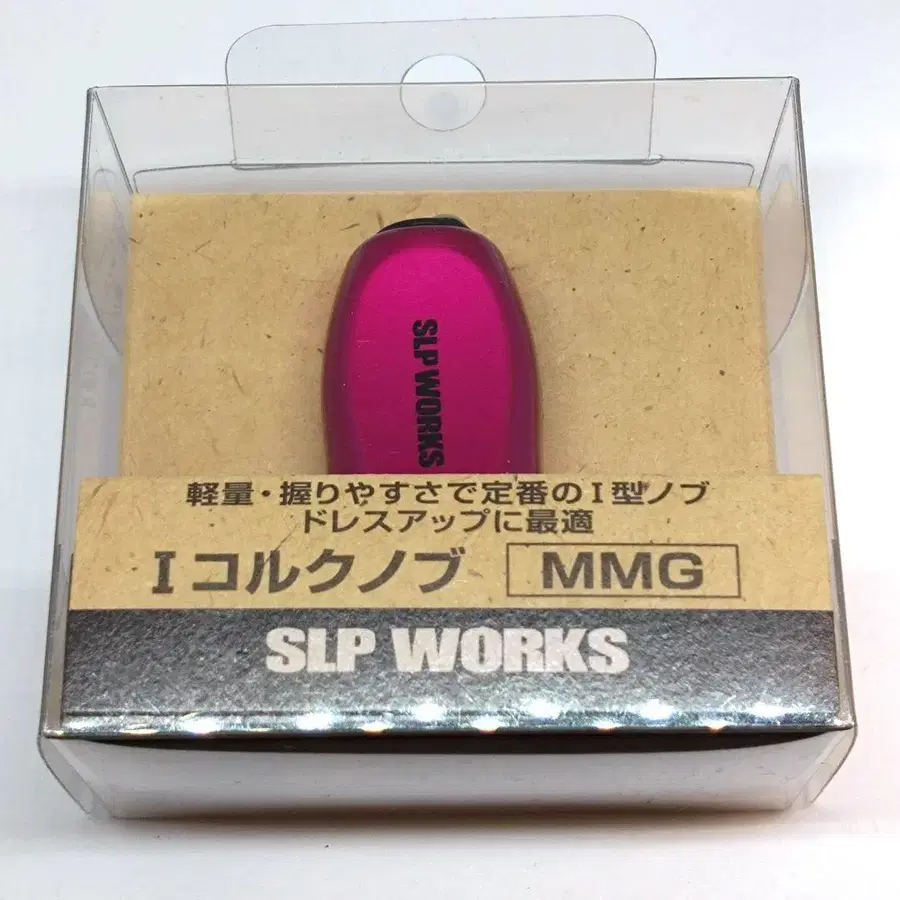 SLP WORKS
軽量・握りやすさで定番のI型ノブ
ドレスアップに最適
Iコルクノブ MMG
SLP WORKS